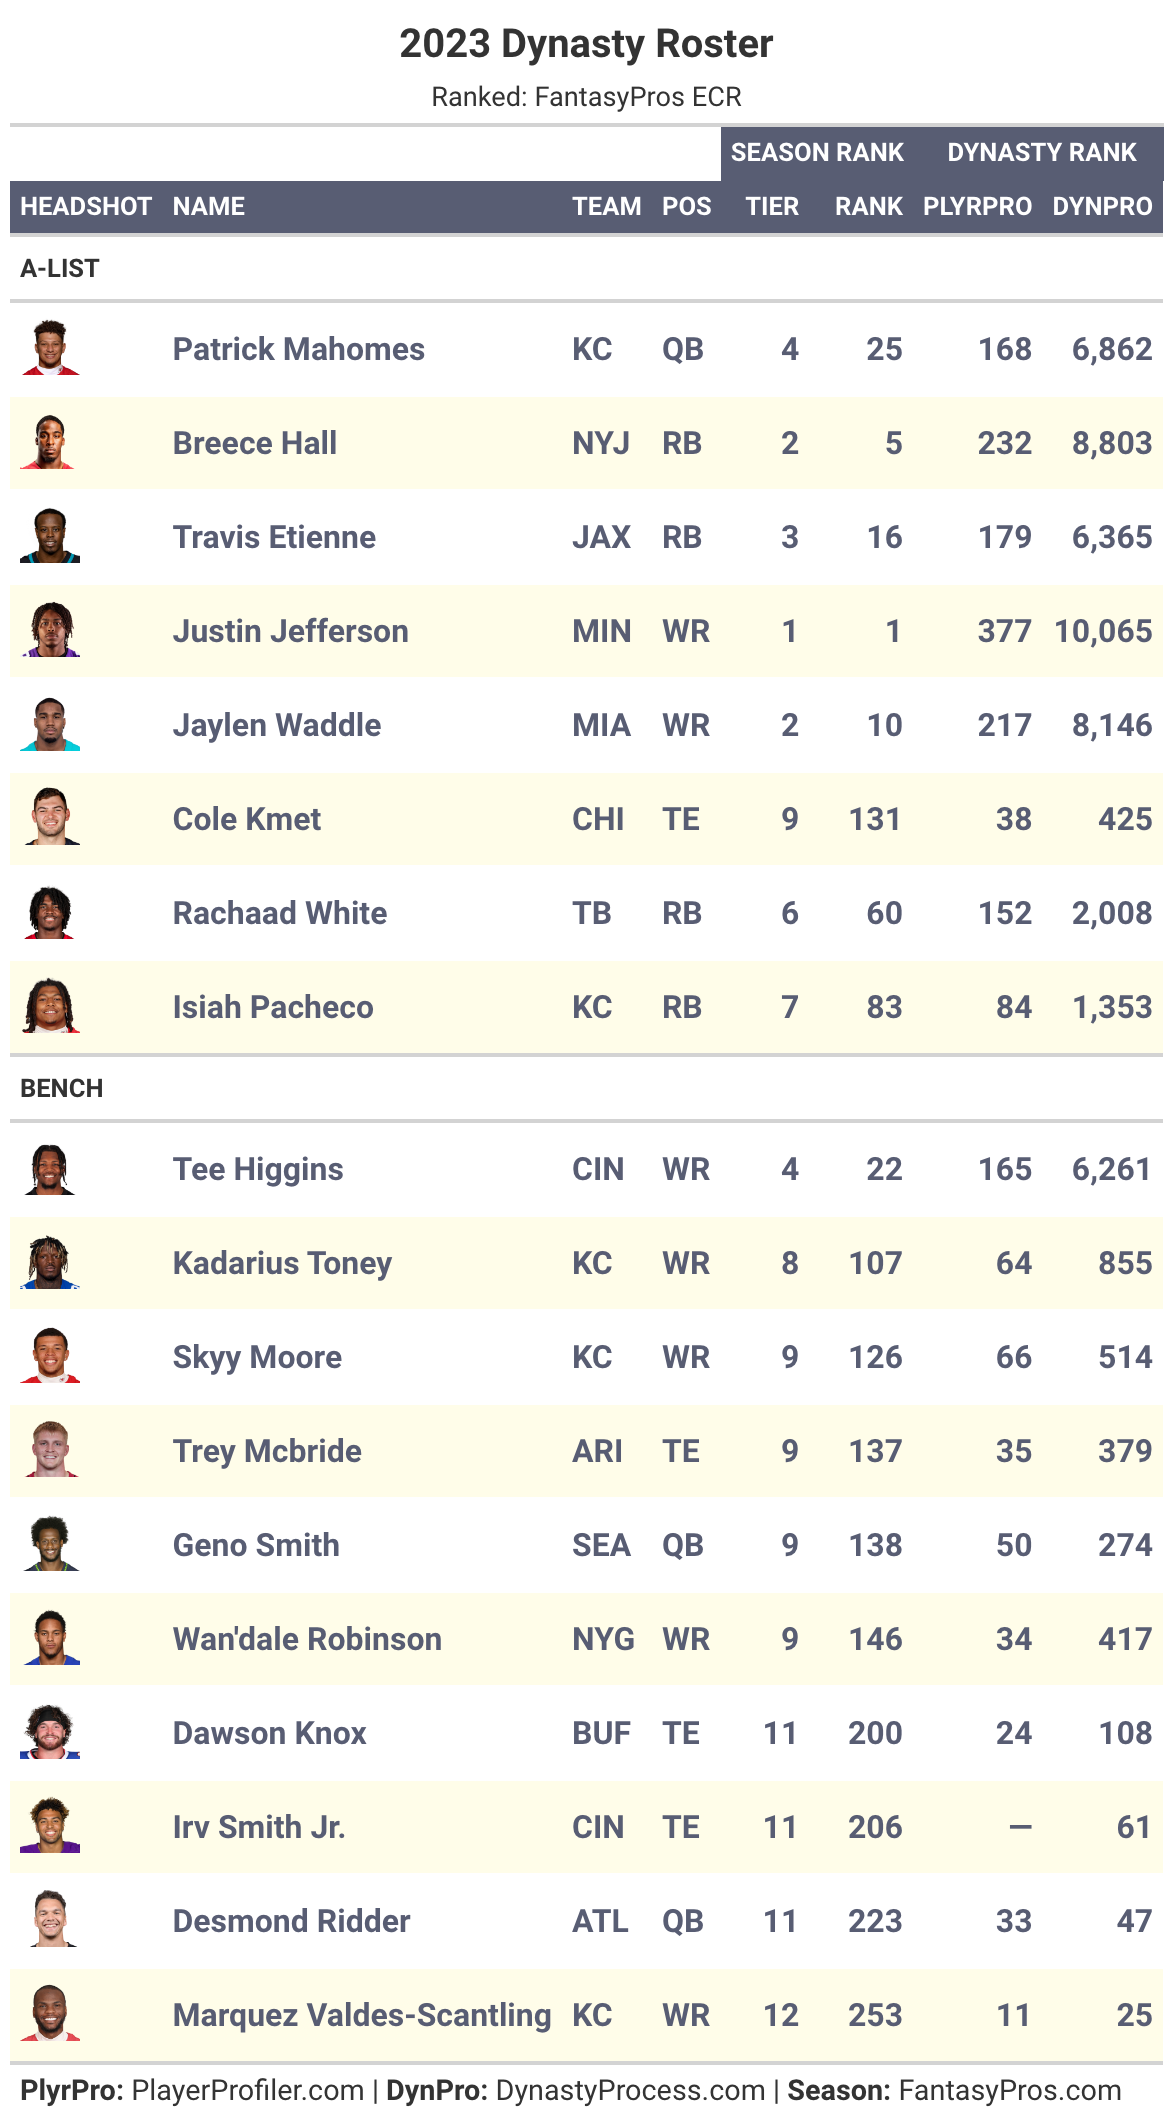 2023 Dynasty Roster
Ranked: FantasyPros ECR
SEASON RANK DYNASTY RANK
HEADSHOT NAME TEAM POS TIER RANK PLYRPRO DYNPRO
A-LIST
Patrick Mahomes KC QB 4 25 168 6,862
Breece Hall NYJ RB 2 5 232 8,803
Travis Etienne JAX RB 3 16 179 6,365
Justin Jefferson MIN WR 1 1 377 10,065
Jaylen Waddle MIA WR 2 10 217 8,146
Cole Kmet CHI TE 9 131 38 425
Rachaad White TB RB 6 60 152 2,008
Isiah Pacheco KC RB 7 83 84 1,353
BENCH
Tee Higgins CIN WR 4 22 165 6,261
Kadarius Toney KC WR 8 107 64 855
Skyy Moore KC WR 9 126 66 514
Trey Mcbride ARI TE 9 137 35 379
Geno Smith SEA QB 9 138 50 274
Wan'dale Robinson NYG WR 9 146 34 417
Dawson Knox BUF TE 11 200 24 108
Irv Smith Jr. CIN TE 11 206 — 61
Desmond Ridder ATL QB 11 223 33 47
Marquez Valdes-Scantling KC WR 12 253 11 25
PlyrPro: PlayerProfiler.com | DynPro: DynastyProcess.com | Season: FantasyPros.com